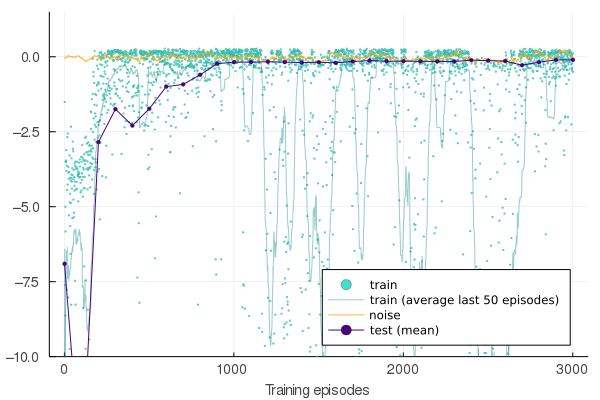 0.0
−2.5
−5.0
−7.5
−10.0
0
1000
2000
3000
Training episodes
train
train (average last 50 episodes)
noise
test (mean)